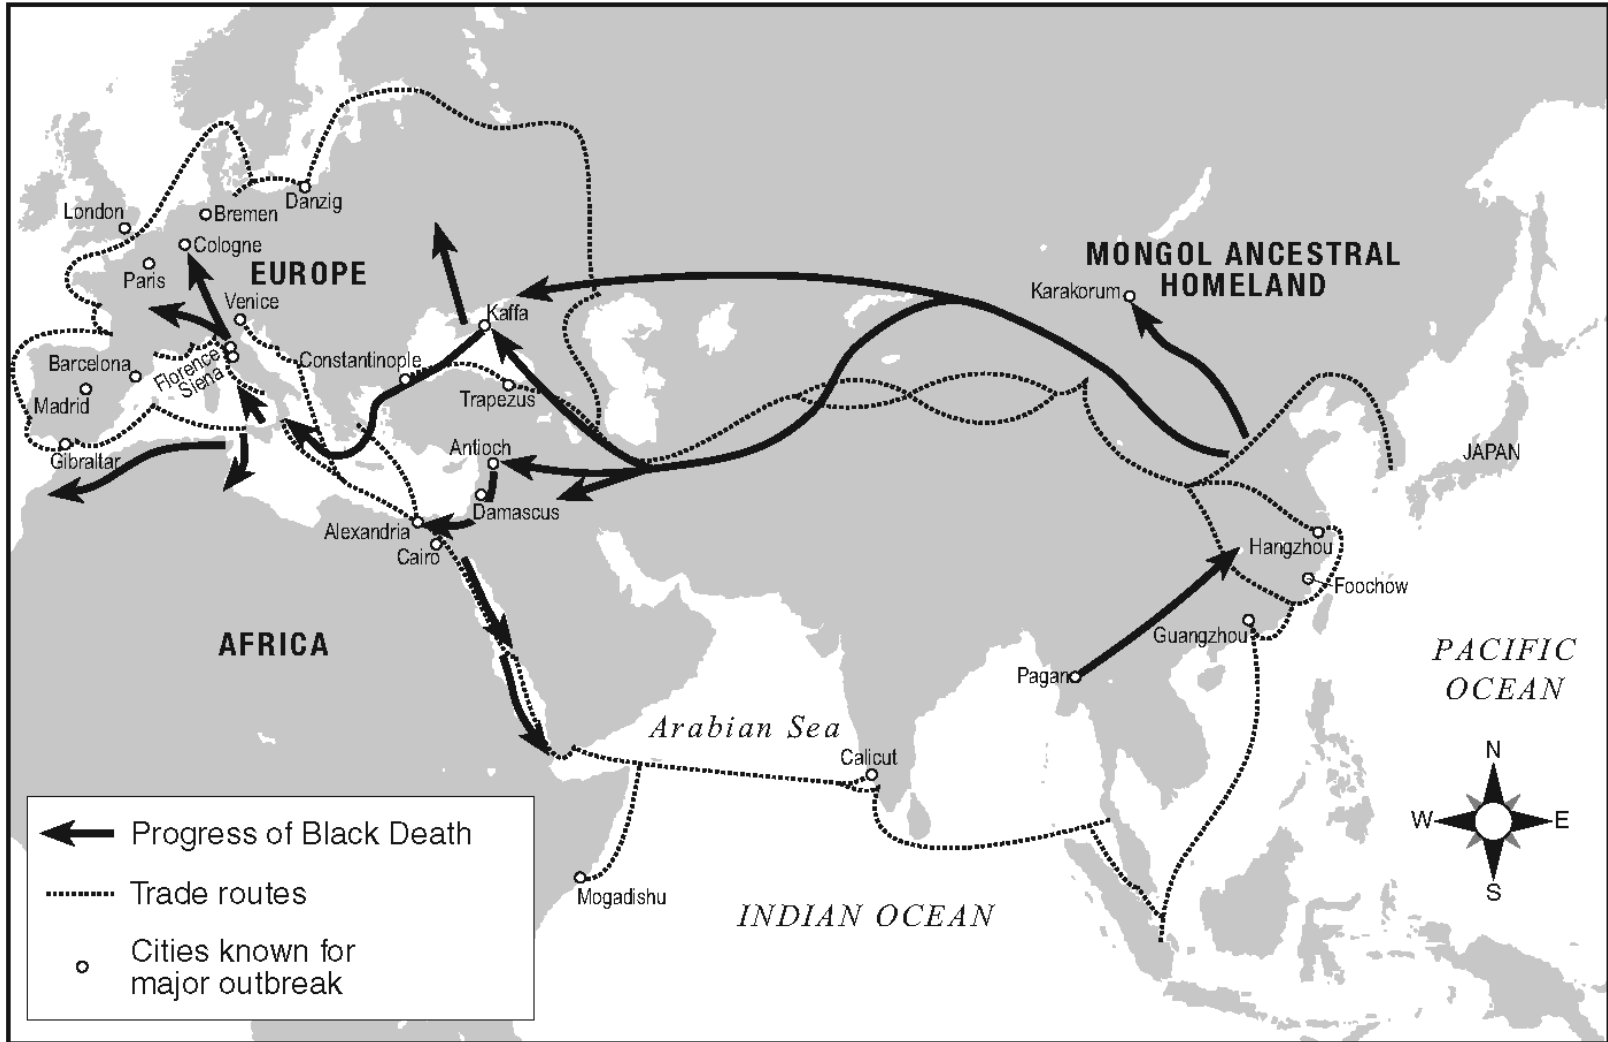 Danzig
London
Bremen
Cologne
EUROPE
Paris
Venice
MONGOL ANCESTRAL
HOMELAND
Karakorum
Kaffa
Constantinople
Barcelona
Florence
Siena
Madrid
Trapezus
Gibraltar
Antioch
JAPAN
Damascus
Alexandria
Cairo
Hangzhou
Foochow
Guangzhou
AFRICA
Pagan
PACIFIC
OCEAN
Arabian Sea
Calicut
Mogadishu
INDIAN OCEAN
N
W
E
S
Progress of Black Death
Trade routes
Cities known for
major outbreak